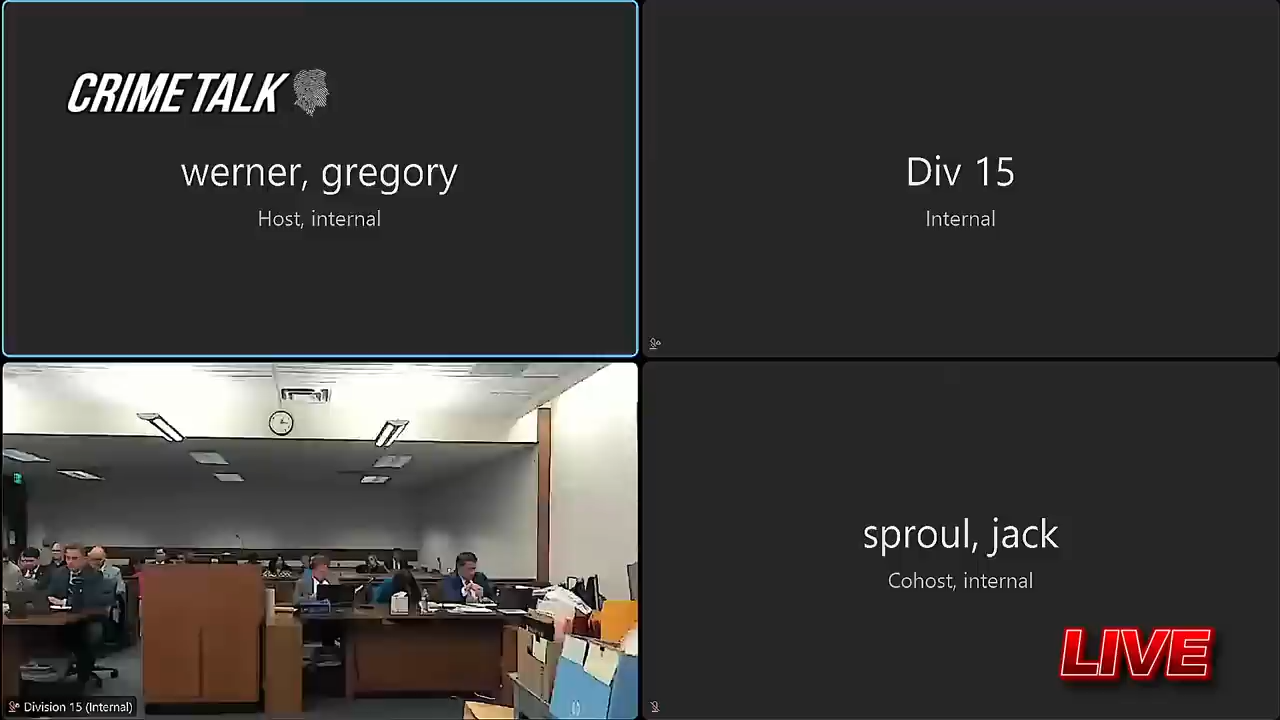 CRIME TALK
werner, gregory
Host, internal
Div 15
Internal
Division 15 (Internal)
sproul, jack
Cohost, internal
LIVE